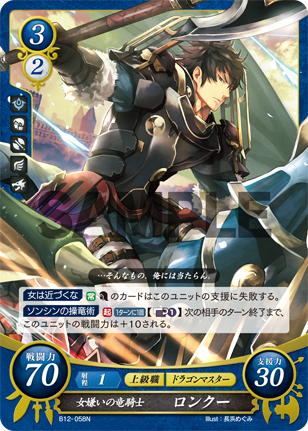 3
2
SAMPLE
…そんなもの、俺には当たらん。
女は近づくな 常 のカードはこのユニットの支援に失敗する。
ソンシンの操竜術 起 1ターンに1回 【 1】次の相手のターン終了まで、
このユニットの戦闘力は+10される。
戦闘力 70
射程 1 上級職 ドラゴンマスター
支援力 30
女嫌いの竜騎士 ロンクー
B12-058N
Illust：長浜めぐみ